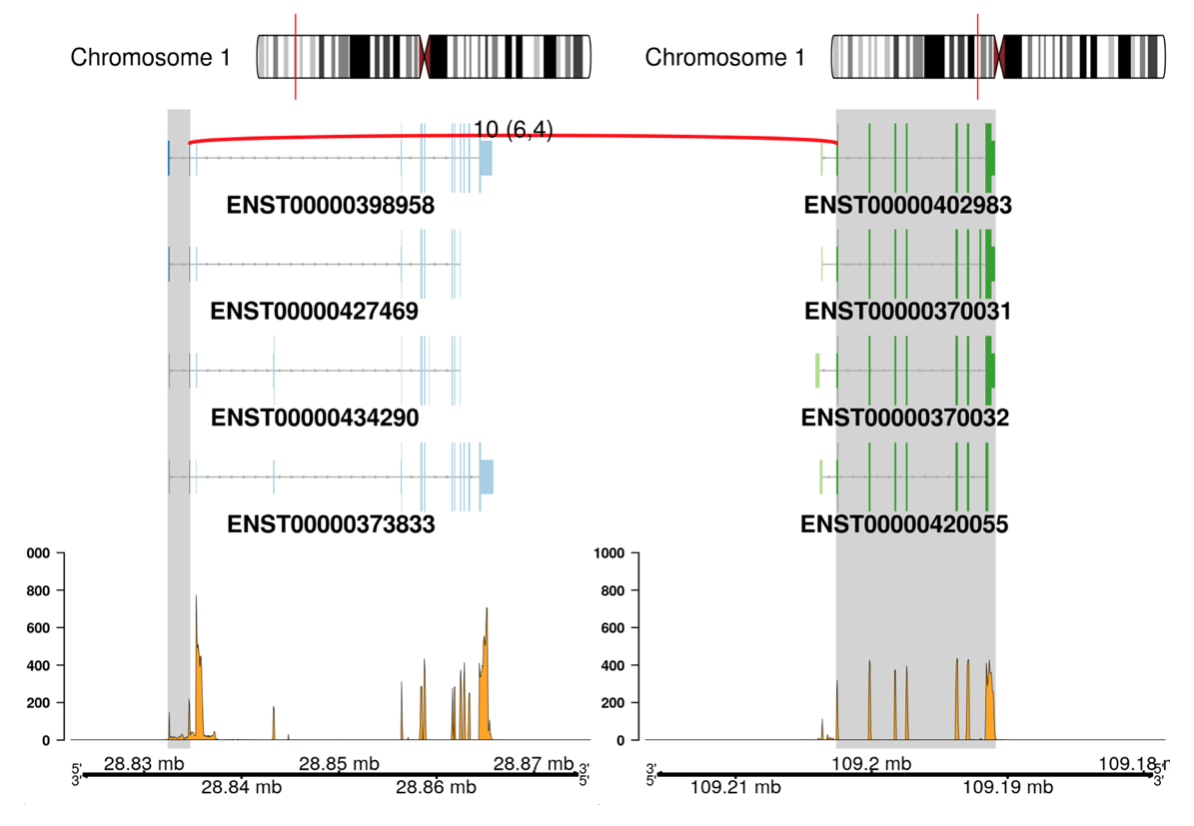 Chromosome 1
Chromosome 1
10 (6,4)
ENST00000398958
ENST00000402983
ENST00000427469
ENST00000370031
ENST00000434290
ENST00000370032
ENST00000373833
ENST00000420055
000
800
600
400
200
0
1000
800
600
400
200
0
5'
3'
28.83 mb
28.84 mb
28.85 mb
28.86 mb
28.87 mb
3'
5'
3'
5'
109.21 mb
109.2 mb
109.19 mb
109.18
5'
3'